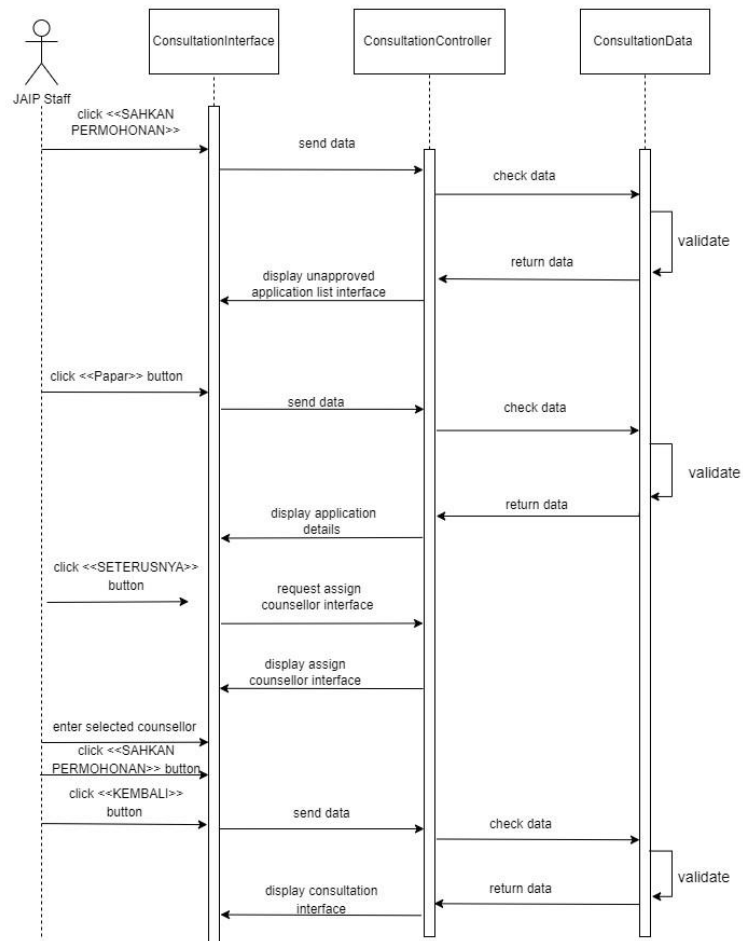 ConsultationInterface
ConsultationController
ConsultationData
JAIP Staff
click <<SAHKAN
PERMOHONAN>>
send data
check data
validate
return data
display unapproved
application list interface
click <<Papar>> button
send data
check data
validate
return data
display application
details
click <<SETERUSNYA>>
button
request assign
counsellor interface
display assign
counsellor interface
enter selected counsellor
click <<SAHKAN
PERMOHONAN>> button
click <<KEMBALI>>
button
send data
check data
validate
return data
display consultation
interface